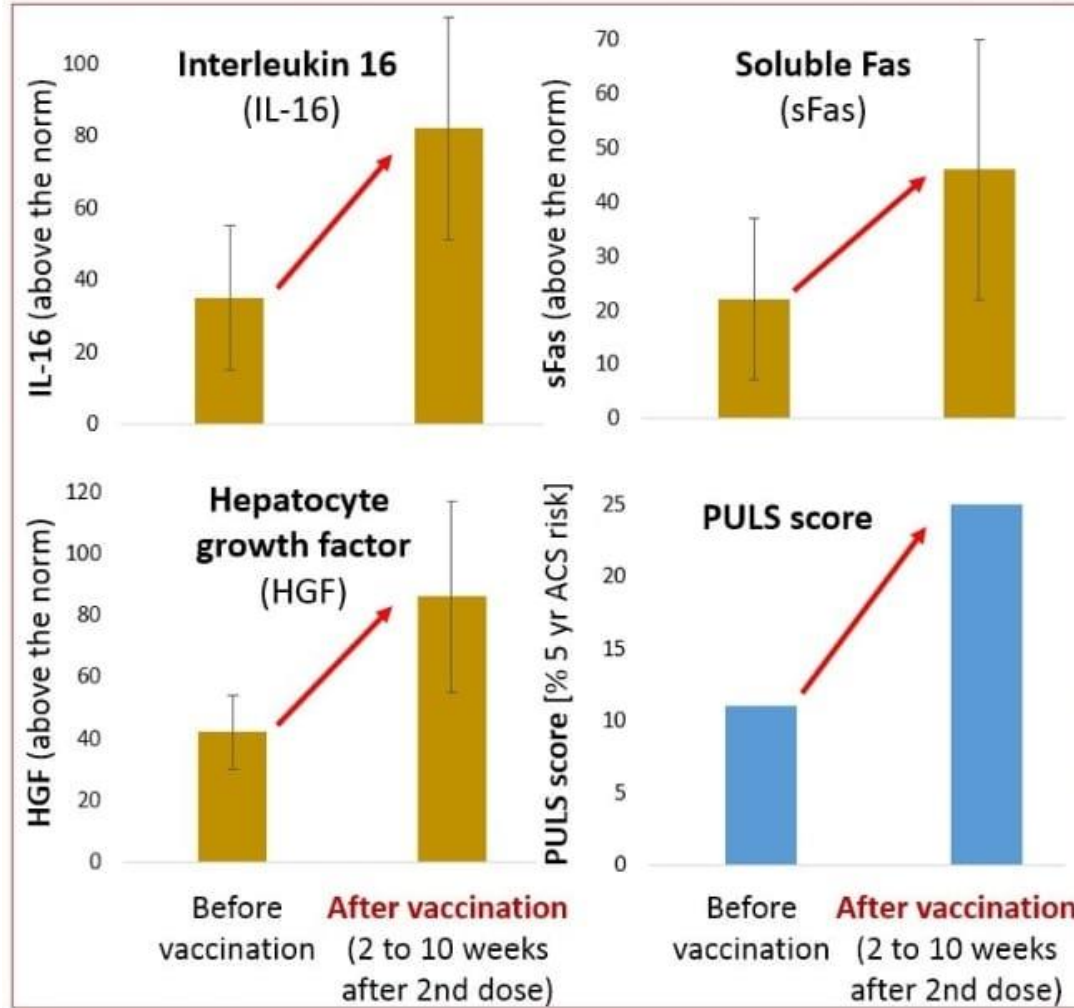 Interleukin 16
(IL-16)
IL-16 (above the norm)
100
80
60
40
20
0
Soluble Fas
(sFas)
sFas (above the norm)
70
60
50
40
30
20
10
0
Hepatocyte
growth factor
(HGF)
HGF (above the norm)
120
100
80
60
40
20
0
Before
vaccination
After vaccination
(2 to 10 weeks
after 2nd dose)
PULS score
PULS score [% 5 yr ACS risk]
25
20
15
10
5
0
Before
vaccination
After vaccination
(2 to 10 weeks
after 2nd dose)